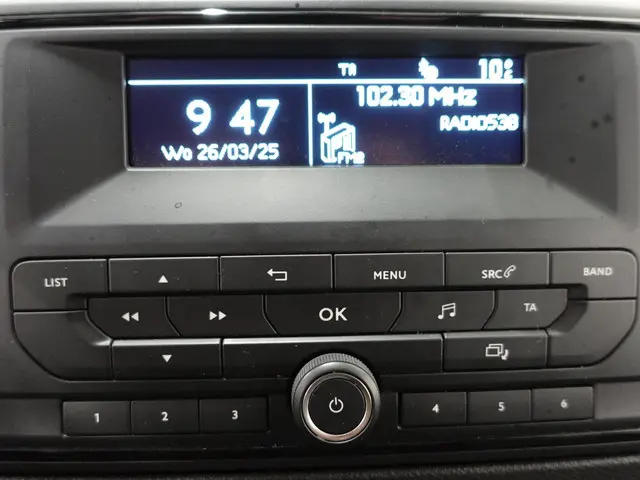 TA 10°C
102.30 MHz
9 47
RADIO538
Wo 26/03/25
FM2
LIST
MENU
SRC
BAND
OK
TA
1 2 3 4 5 6